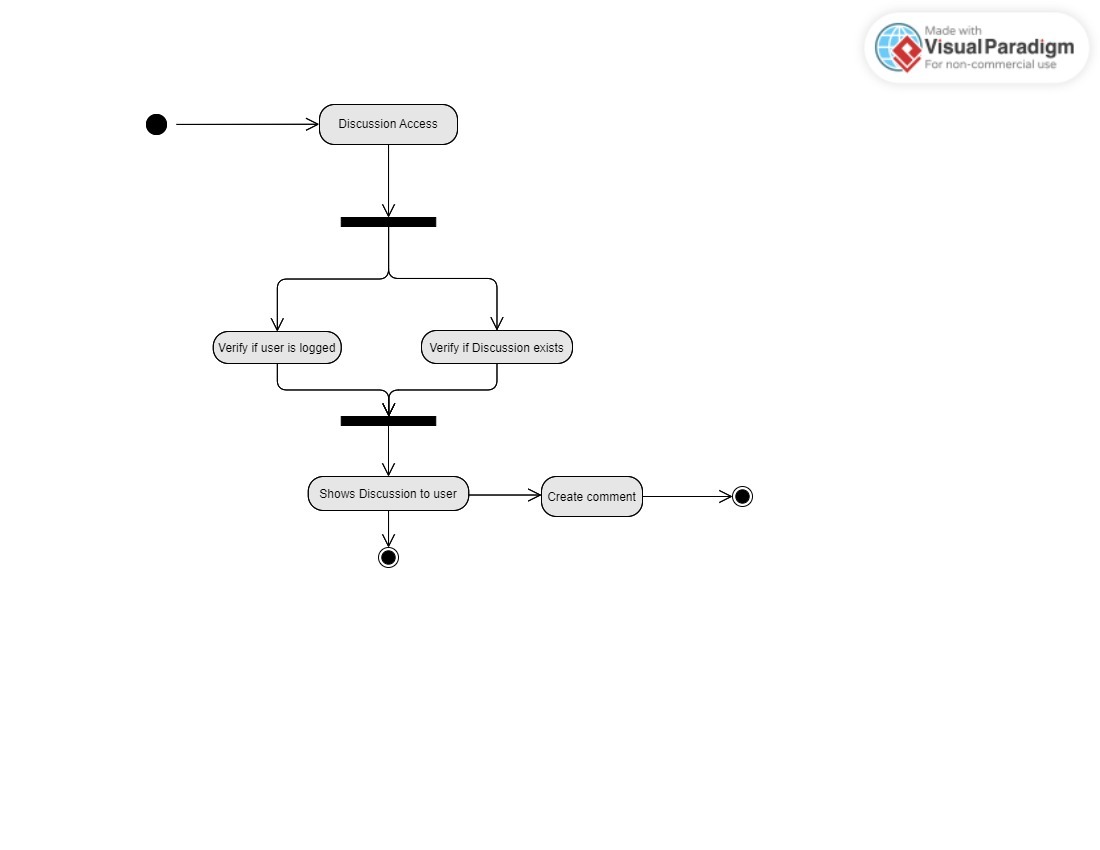 Made with
Visual Paradigm
For non-commercial use
Discussion Access
Verify if user is logged
Verify if Discussion exists
Shows Discussion to user
Create comment